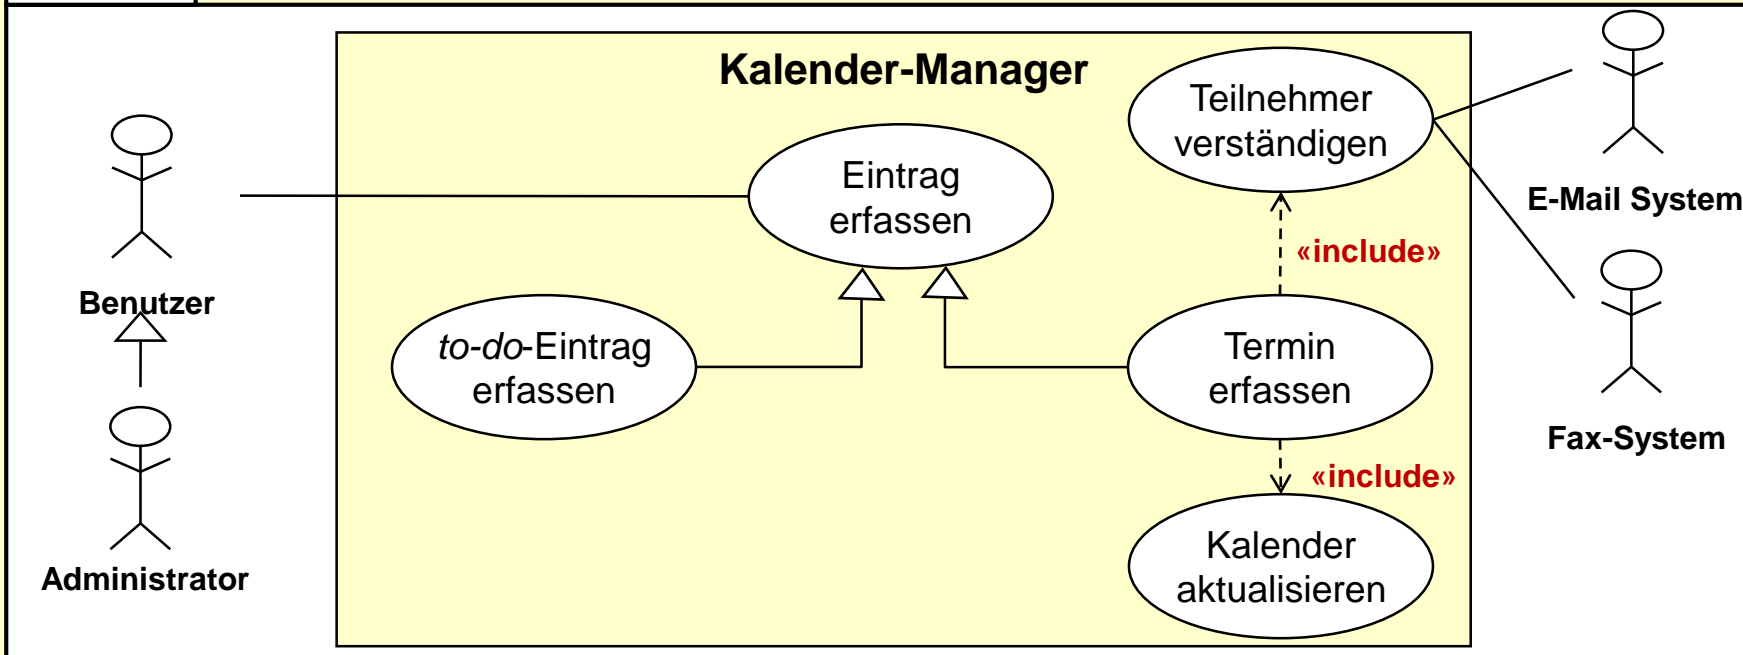 Kalender-Manager
Teilnehmer
verständigen
Eintrag
erfassen
E-Mail System
«include»
Benutzer
to-do-Eintrag
erfassen
Termin
erfassen
Fax-System
«include»
Kalender
aktualisieren
Administrator